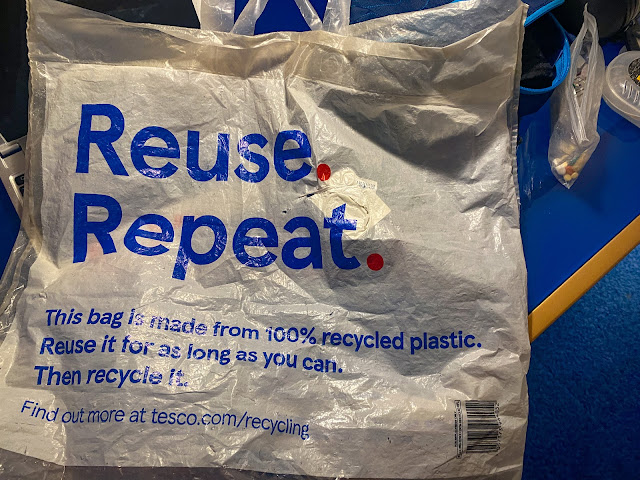 Reuse.
Repeat.
This bag is made from 100% recycled plastic.
Reuse it for as long as you can.
Then recycle it.
Find out more at tesco.com/recycling